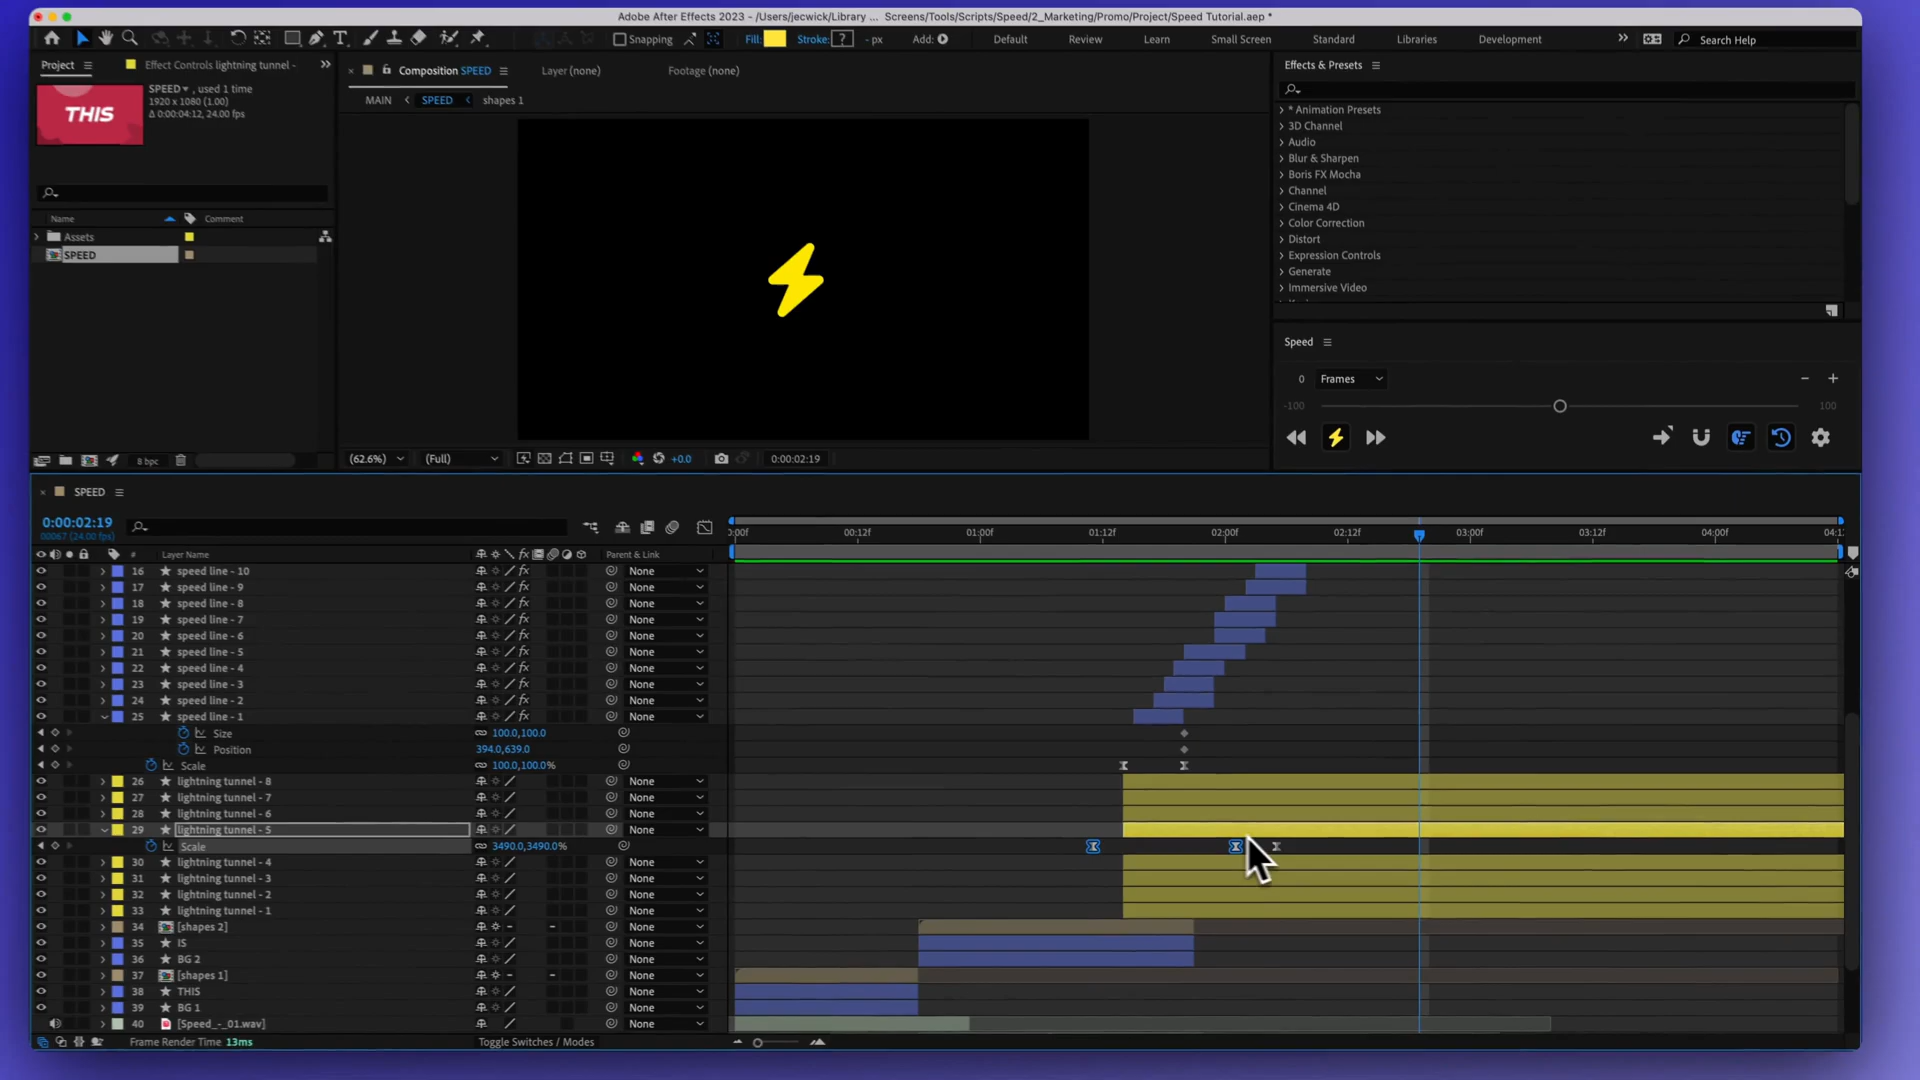 Adobe After Effects 2023 - /Users/jecwick/Library ... Screens/Tools/Scripts/Speed/2_Marketing/Promo/Project/Speed Tutorial.aep *
Snapping
Fill:
Stroke:
?
- px
Add:
Default
Review
Learn
Small Screen
Standard
Libraries
Development
Search Help
Project
Effect Controls lightning tunnel -
Composition SPEED
Layer (none)
Footage (none)
Effects & Presets
THIS
SPEED, used 1 time
1920 x 1080 (1.00)
Δ 0:00:04:12, 24.00 fps
MAIN
SPEED
shapes 1
* Animation Presets
3D Channel
Audio
Blur & Sharpen
Boris FX Mocha
Channel
Cinema 4D
Color Correction
Distort
Expression Controls
Generate
Immersive Video
Name
Comment
Assets
SPEED
Speed
0
Frames
-100
100
8 bpc
(62.6%)
(Full)
+0.0
0:00:02:19
SPEED
0:00:02:19
00067 (24.00 fps)
:00f
00:12f
01:00f
01:12f
02:00f
02:12f
03:00f
03:12f
04:00f
04:1
#
Layer Name
Parent & Link
16 speed line - 10 None
17 speed line - 9 None
18 speed line - 8 None
19 speed line - 7 None
20 speed line - 6 None
21 speed line - 5 None
22 speed line - 4 None
23 speed line - 3 None
24 speed line - 2 None
25 speed line - 1 None
Size 100.0,100.0
Position 394.0,639.0
Scale 100.0,100.0%
26 lightning tunnel - 8 None
27 lightning tunnel - 7 None
28 lightning tunnel - 6 None
29 lightning tunnel - 5 None
Scale 3490.0,3490.0%
30 lightning tunnel - 4 None
31 lightning tunnel - 3 None
32 lightning tunnel - 2 None
33 lightning tunnel - 1 None
34 [shapes 2] None
35 IS None
36 BG 2 None
37 [shapes 1] None
38 THIS None
39 BG 1 None
40 [Speed_-_01.wav] None
Frame Render Time 13ms
Toggle Switches / Modes